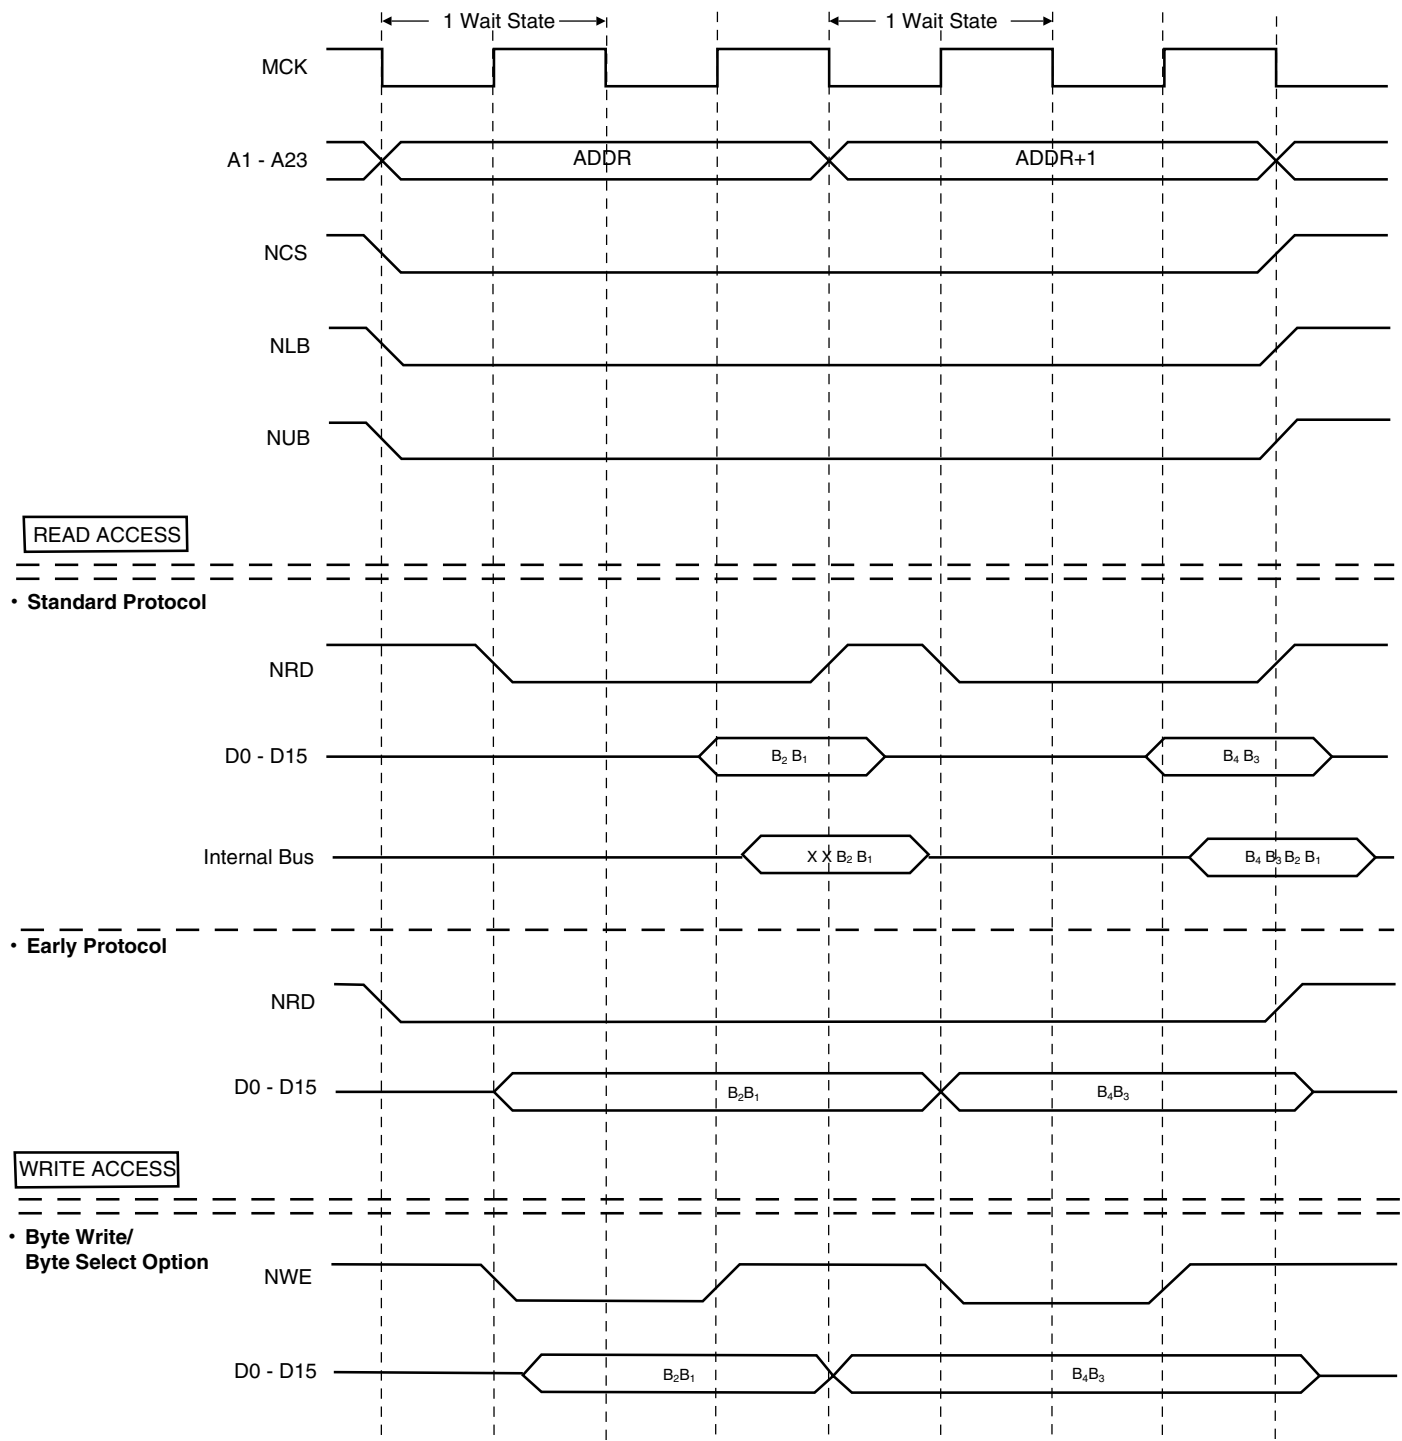 1 Wait State 1 Wait State
MCK
A1 - A23 ADDR ADDR+1
NCS
NLB
NUB
READ ACCESS
• Standard Protocol
NRD
D0 - D15 B₂ B₁ B₄ B₃
Internal Bus X X B₂ B₁ B₄ B₃ B₂ B₁
• Early Protocol
NRD
D0 - D15 B₂B₁ B₄B₃
WRITE ACCESS
• Byte Write/
Byte Select Option
NWE
D0 - D15 B₂B₁ B₄B₃